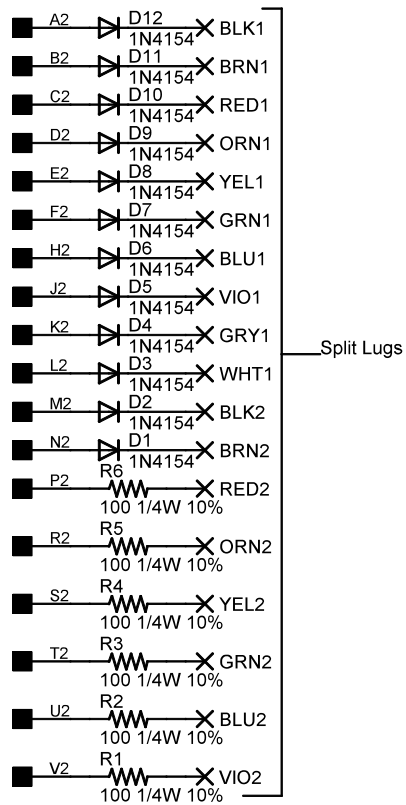 A2 D12 BLK1
1N4154
B2 D11 BRN1
1N4154
C2 D10 RED1
1N4154
D2 D9 ORN1
1N4154
E2 D8 YEL1
1N4154
F2 D7 GRN1
1N4154
H2 D6 BLU1
1N4154
J2 D5 VIO1
1N4154
K2 D4 GRY1
1N4154
Split Lugs
L2 D3 WHT1
1N4154
M2 D2 BLK2
1N4154
N2 D1 BRN2
1N4154
P2 R6 RED2
100 1/4W 10%
R2 R5 ORN2
100 1/4W 10%
S2 R4 YEL2
100 1/4W 10%
T2 R3 GRN2
100 1/4W 10%
U2 R2 BLU2
100 1/4W 10%
V2 R1 VIO2
100 1/4W 10%